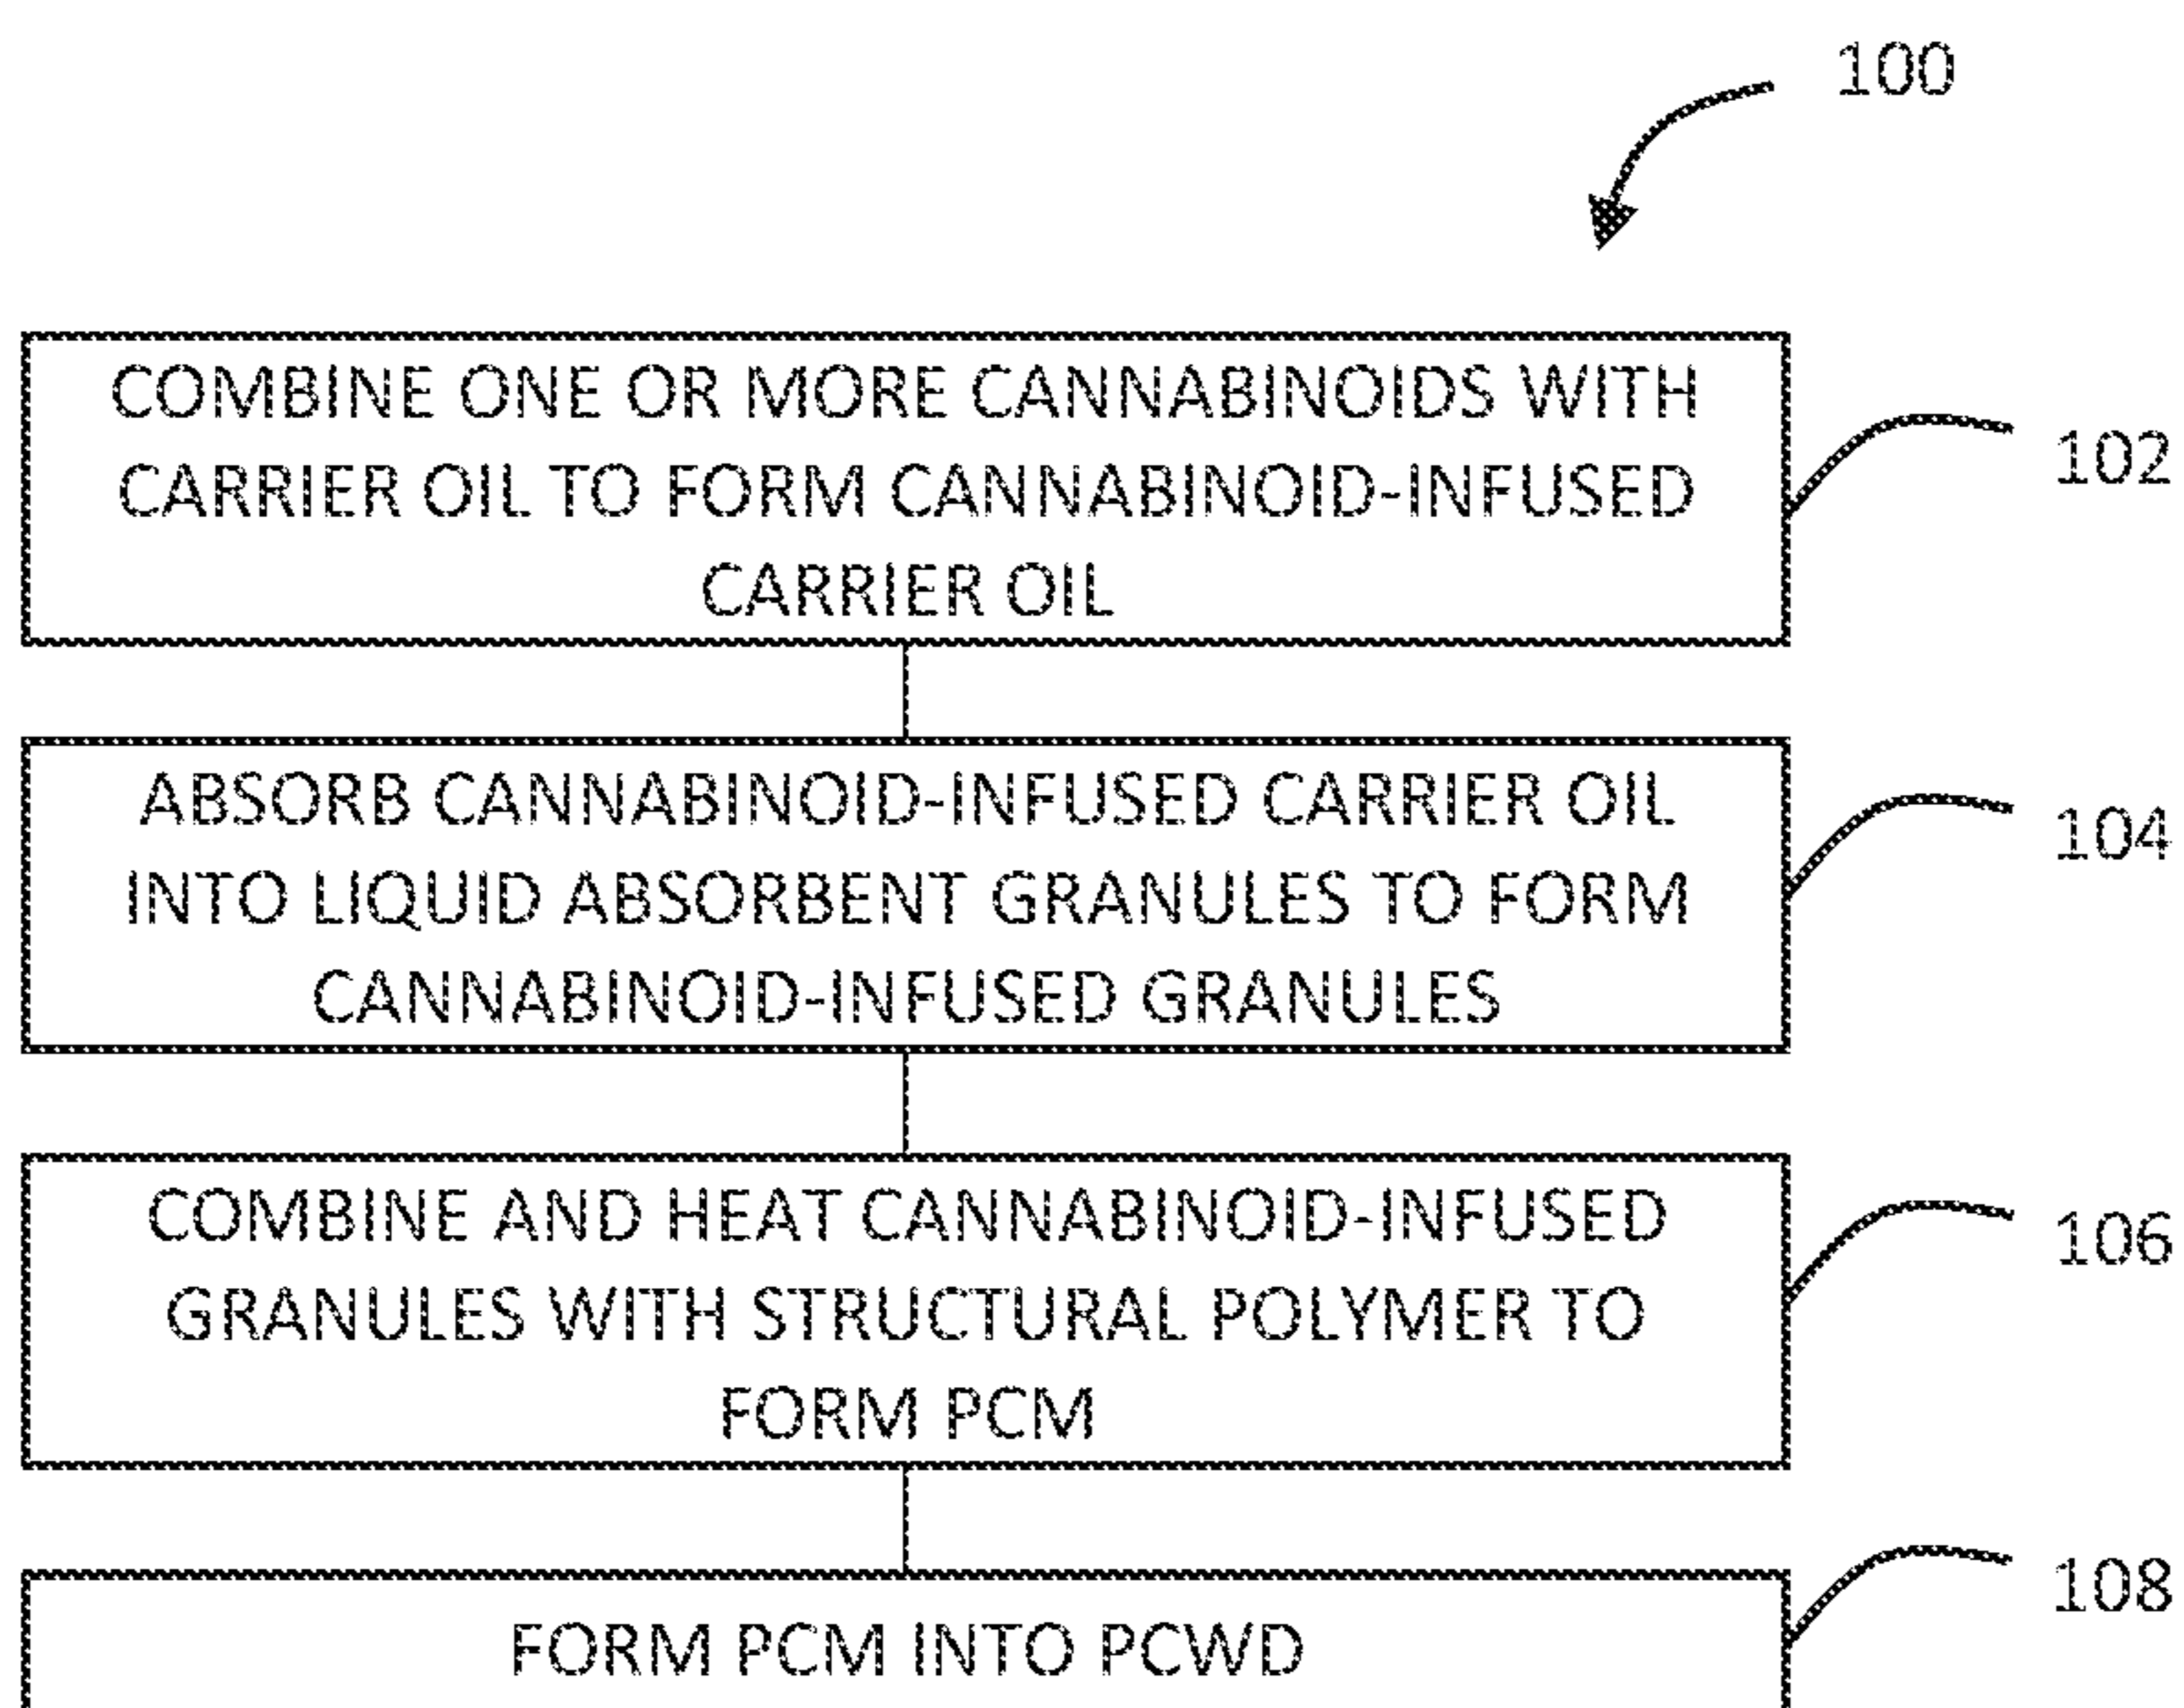 100
COMBINE ONE OR MORE CANNABINOIDS WITH
CARRIER OIL TO FORM CANNABINOID-INFUSED
CARRIER OIL
102
ABSORB CANNABINOID-INFUSED CARRIER OIL
INTO LIQUID ABSORBENT GRANULES TO FORM
CANNABINOID-INFUSED GRANULES
104
COMBINE AND HEAT CANNABINOID-INFUSED
GRANULES WITH STRUCTURAL POLYMER TO
FORM PCM
106
FORM PCM INTO PCWD
108